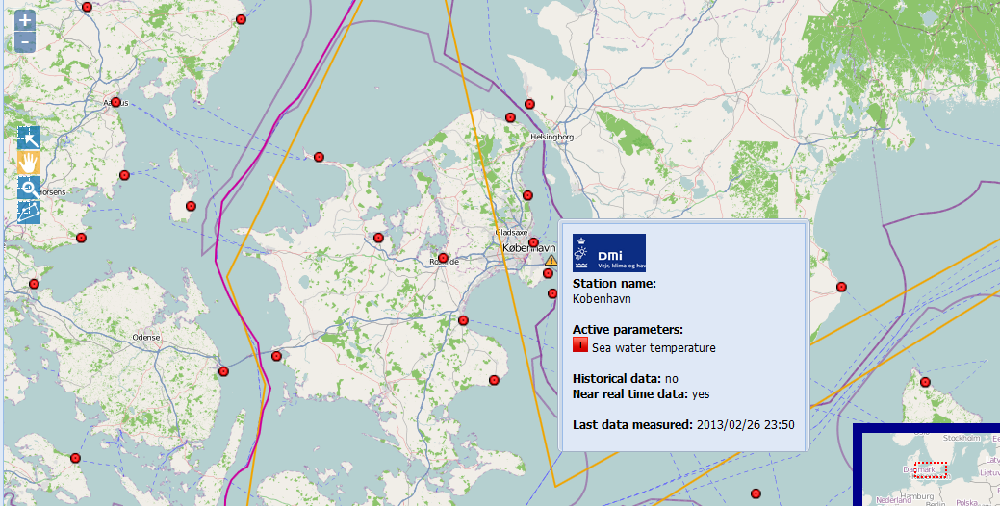 +
-
Aarhus
Horsens
Helsingborg
Gladsaxe
København
Roskilde
Odense
DMI
Vejr, klima og hav
Station name:
Kobenhavn
Active parameters:
T Sea water temperature
Historical data: no
Near real time data: yes
Last data measured: 2013/02/26 23:50
Stockholm
Danmark
Latv
Lietuv
Hamburg
Nederland
Berlin
Polska